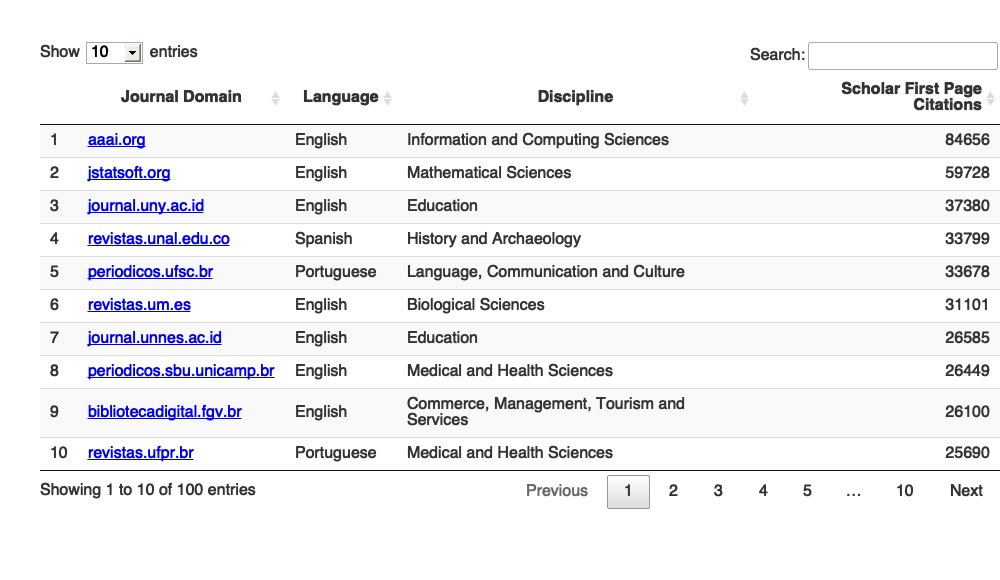 Show 10 entries
Search:
Journal Domain Language Discipline Scholar First Page Citations
1 aaai.org English Information and Computing Sciences 84656
2 jstatsoft.org English Mathematical Sciences 59728
3 journal.uny.ac.id English Education 37380
4 revistas.unal.edu.co Spanish History and Archaeology 33799
5 periodicos.ufsc.br Portuguese Language, Communication and Culture 33678
6 revistas.um.es English Biological Sciences 31101
7 journal.unnes.ac.id English Education 26585
8 periodicos.sbu.unicamp.br English Medical and Health Sciences 26449
9 bibliotecadigital.fgv.br English Commerce, Management, Tourism and Services 26100
10 revistas.ufpr.br Portuguese Medical and Health Sciences 25690
Showing 1 to 10 of 100 entries
Previous 1 2 3 4 5 … 10 Next